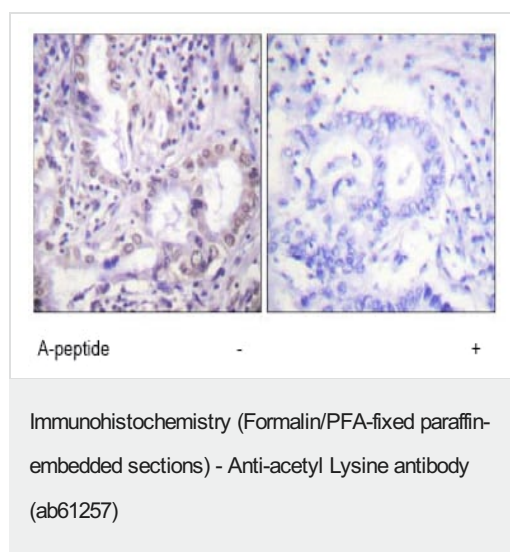 A-peptide - +
Immunohistochemistry (Formalin/PFA-fixed paraffin-
embedded sections) - Anti-acetyl Lysine antibody
(ab61257)